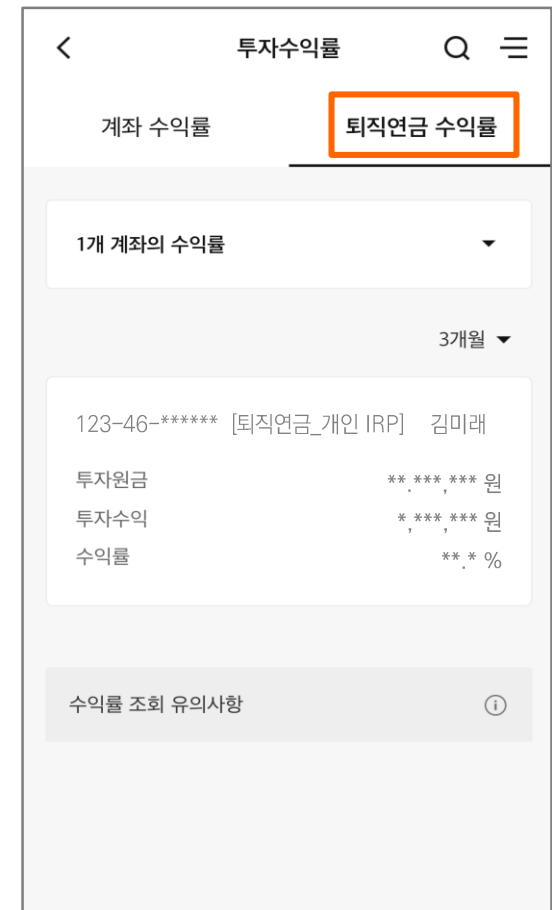 투자수익률
계좌 수익률 퇴직연금 수익률
1개 계좌의 수익률
3개월
123-46-****** [퇴직연금_개인 IRP] 김미래
투자원금 **.***,*** 원
투자수익 *,***,*** 원
수익률 **.* %
수익률 조회 유의사항